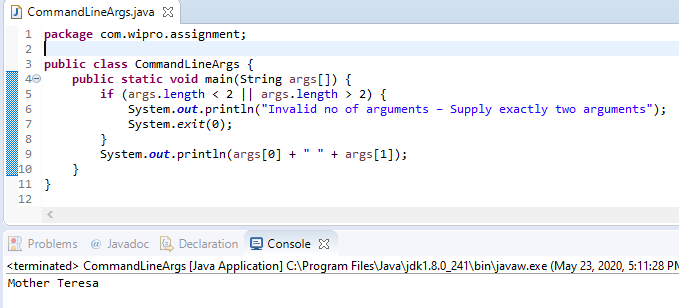 CommandLineArgs.java
1 package com.wipro.assignment;
2
3 public class CommandLineArgs {
4 public static void main(String args[]) {
5 if (args.length < 2 || args.length > 2) {
6 System.out.println("Invalid no of arguments – Supply exactly two arguments");
7 System.exit(0);
8 }
9 System.out.println(args[0] + " " + args[1]);
10 }
11 }
12
Problems @ Javadoc Declaration Console
<terminated> CommandLineArgs [Java Application] C:\Program Files\Java\jdk1.8.0_241\bin\javaw.exe (May 23, 2020, 5:11:28 PM
Mother Teresa